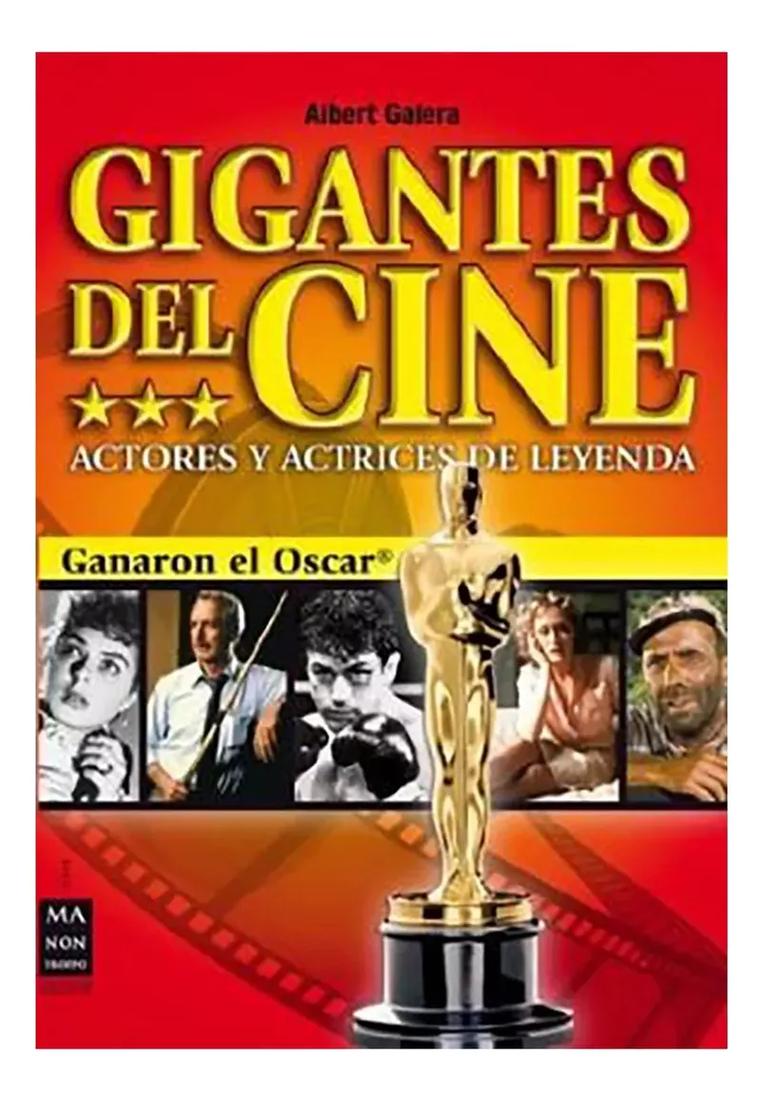 Albert Galera
GIGANTES
DEL CINE
ACTORES Y ACTRICES DE LEYENDA
Ganaron el Oscar®
MA
NON
TROPPO